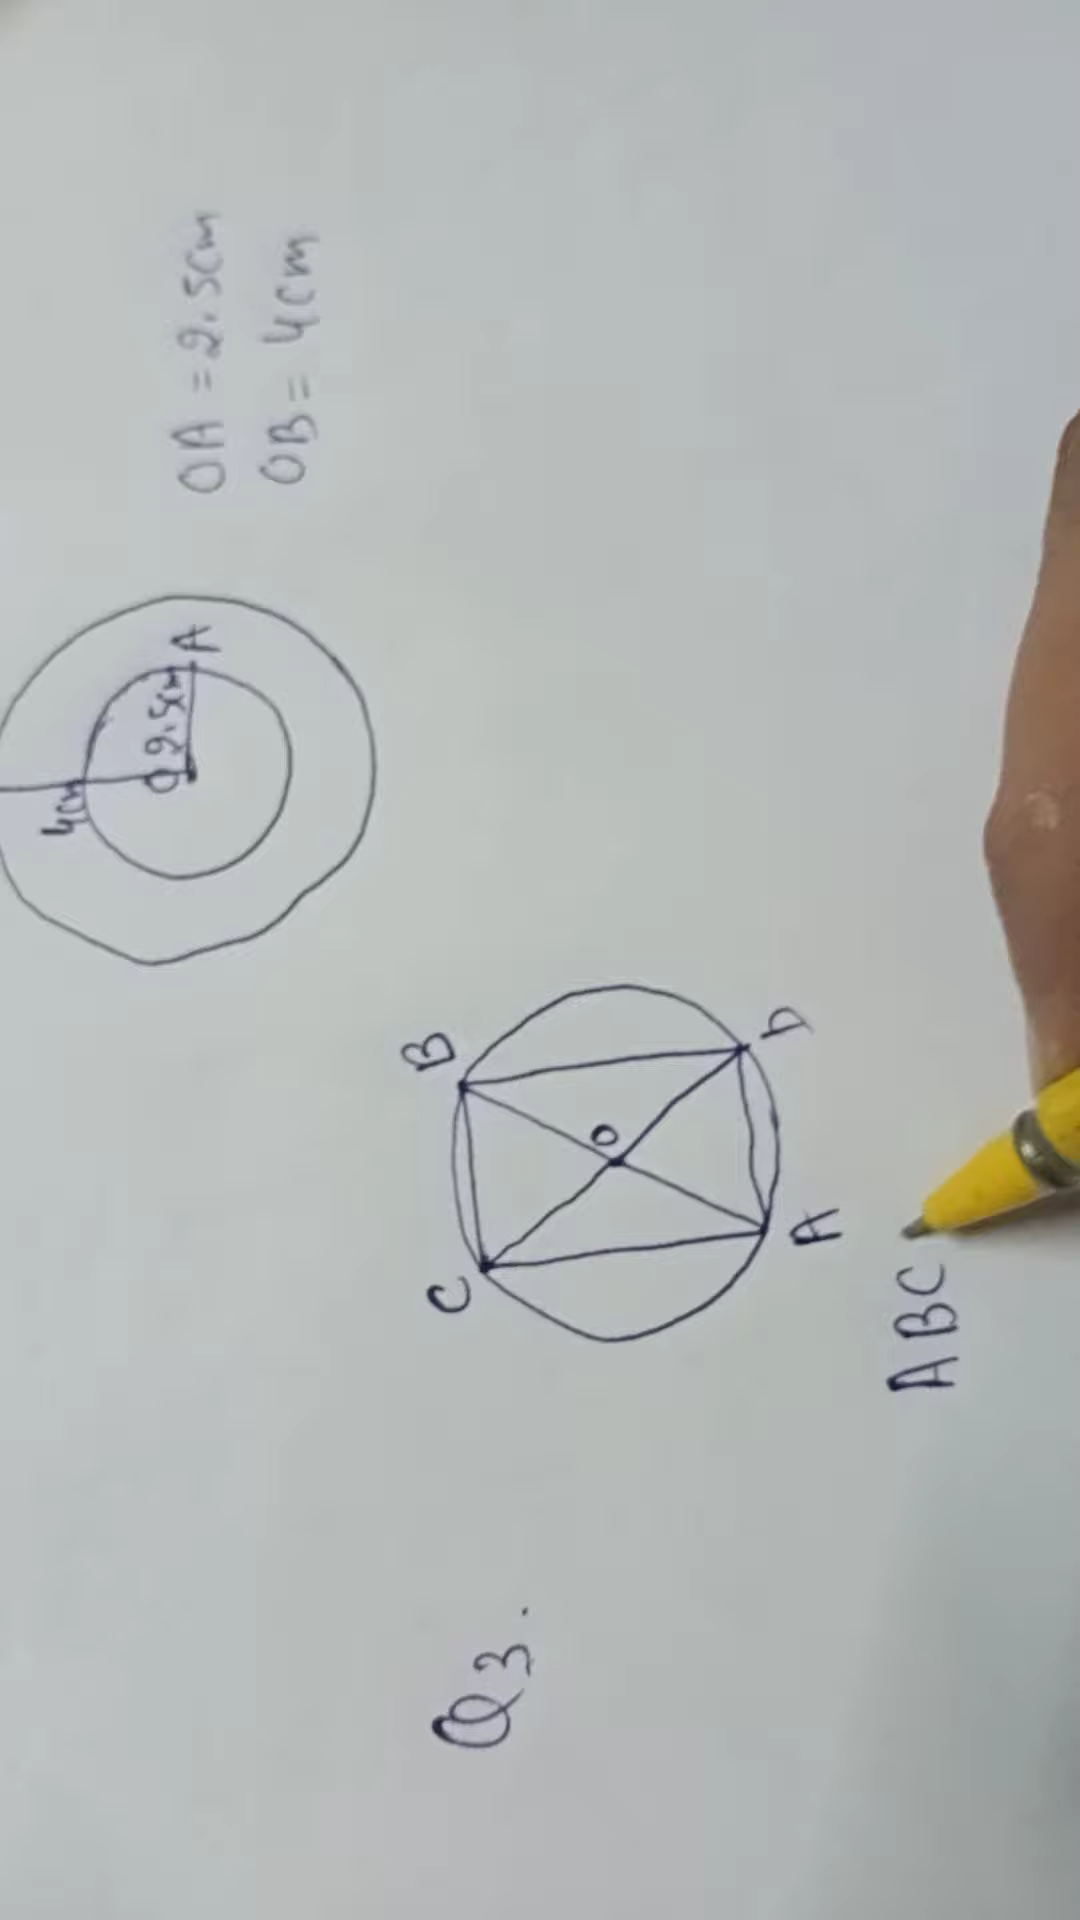 4cm
O 2.5cm A
OA = 2.5cm
OB = 4cm
Q3.
C B
O
A D
ABC